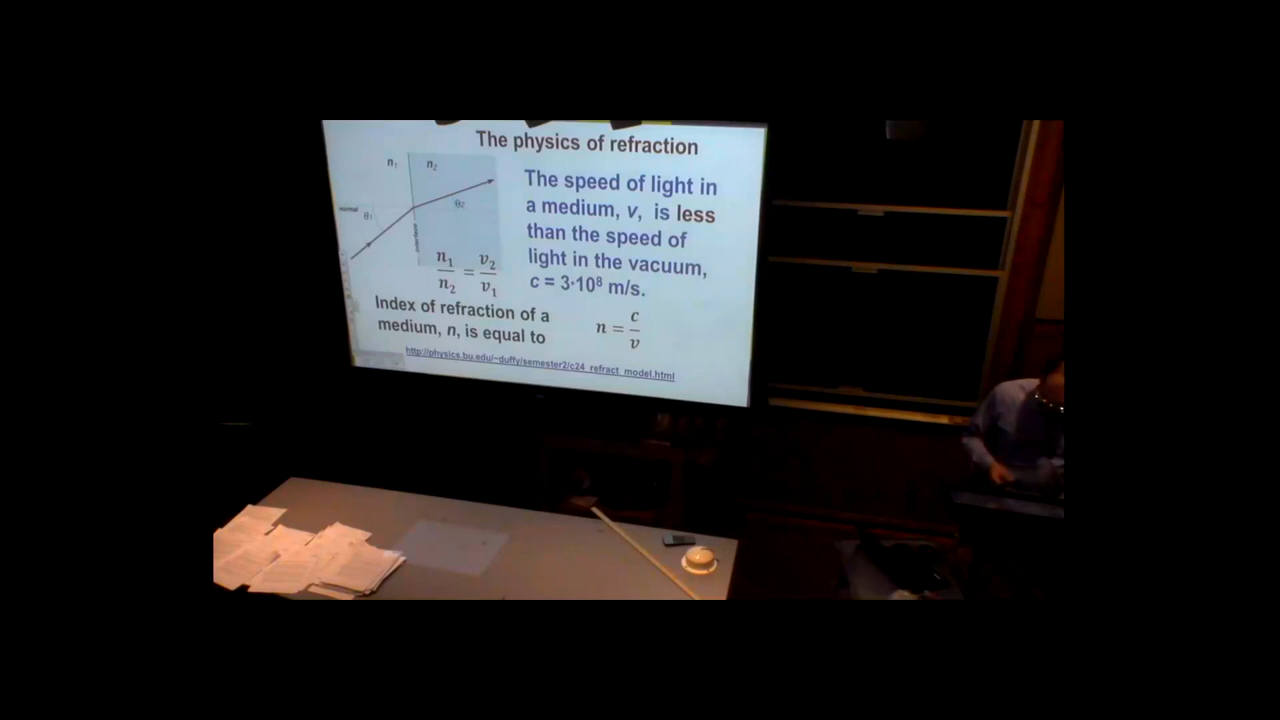 The physics of refraction
n₁ n₂
normal θ₁ θ₂
interface
The speed of light in
a medium, v, is less
than the speed of
light in the vacuum,
c = 3·10⁸ m/s.
n₁/n₂ = v₂/v₁
Index of refraction of a
medium, n, is equal to
n = c/v
http://physics.bu.edu/~duffy/semester2/c24_refract_model.html